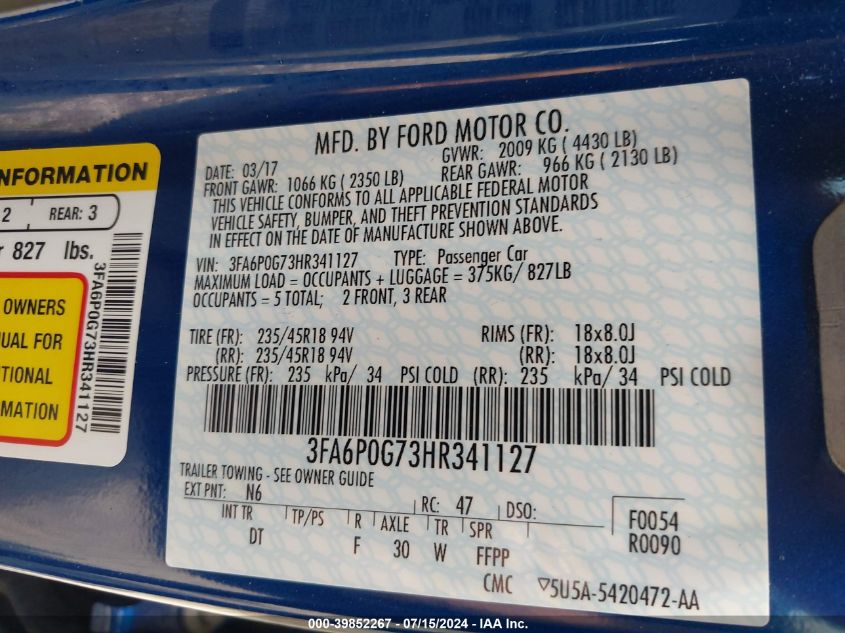 NFORMATION
2 REAR: 3
827 lbs.
OWNERS
UAL FOR
TIONAL
MATION
3FA6P0G73HR341127
MFD. BY FORD MOTOR CO.
DATE: 03/17 GVWR: 2009 KG ( 4430 LB)
FRONT GAWR: 1066 KG ( 2350 LB) REAR GAWR: 966 KG ( 2130 LB)
THIS VEHICLE CONFORMS TO ALL APPLICABLE FEDERAL MOTOR
VEHICLE SAFETY, BUMPER, AND THEFT PREVENTION STANDARDS
IN EFFECT ON THE DATE OF MANUFACTURE SHOWN ABOVE.
VIN: 3FA6P0G73HR341127 TYPE: Passenger Car
MAXIMUM LOAD = OCCUPANTS + LUGGAGE = 375KG/ 827LB
OCCUPANTS = 5 TOTAL; 2 FRONT, 3 REAR
TIRE (FR): 235/45R18 94V RIMS (FR): 18x8.0J
(RR): 235/45R18 94V (RR): 18x8.0J
PRESSURE (FR): 235 kPa/ 34 PSI COLD (RR): 235 kPa/ 34 PSI COLD
3FA6P0G73HR341127
TRAILER TOWING - SEE OWNER GUIDE
EXT PNT: N6 RC: 47 DSO: F0054
INT TR TP/PS R AXLE TR SPR R0090
DT F 30 W FFPP
CMC ▽5U5A-5420472-AA
000-39852267 - 07/15/2024 - IAA Inc.